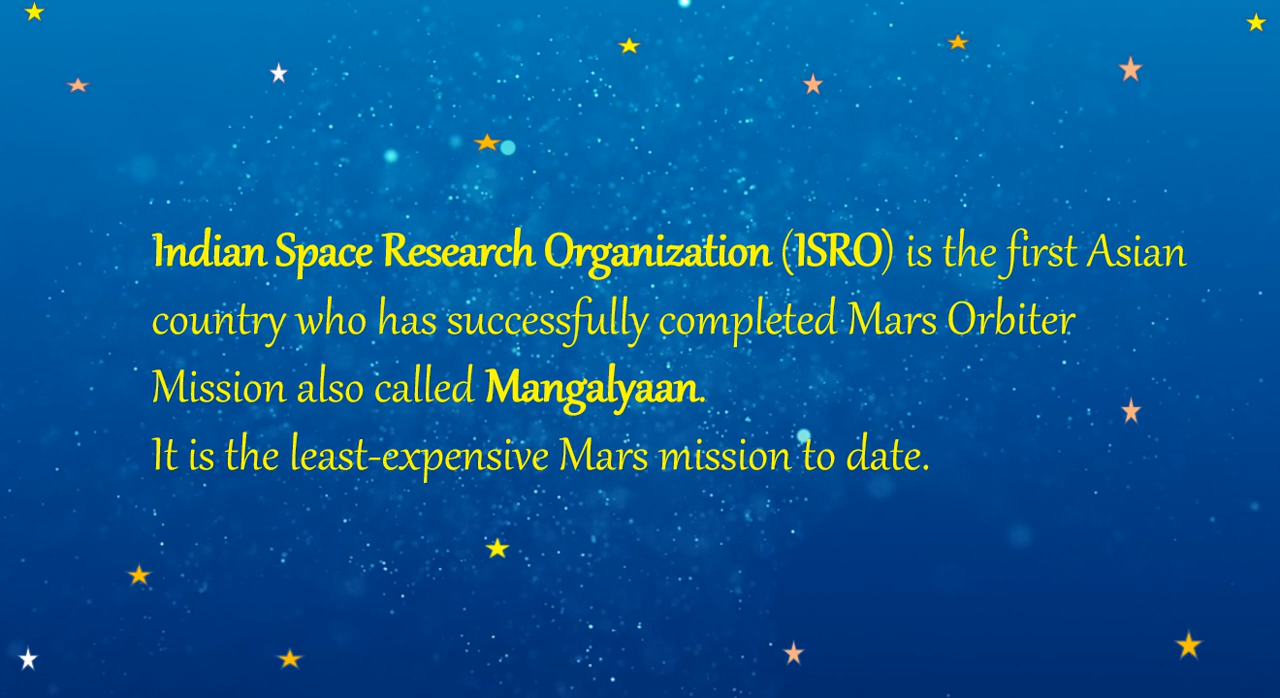 Indian Space Research Organization (ISRO) is the first Asian
country who has successfully completed Mars Orbiter
Mission also called Mangalyaan.
It is the least-expensive Mars mission to date.